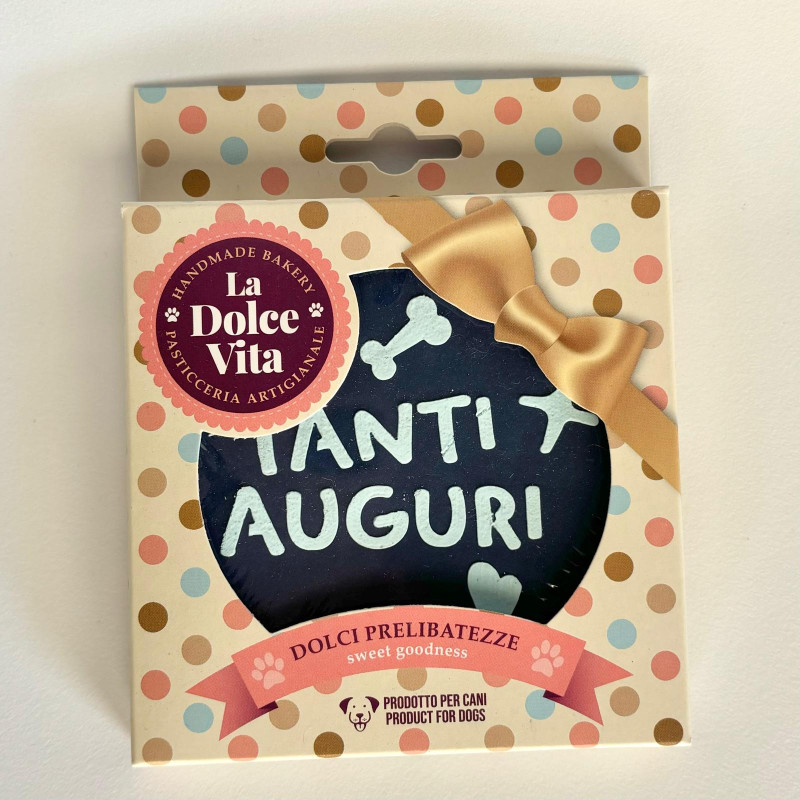 HANDMADE BAKERY
La
Dolce
Vita
PASTICCERIA ARTIGIANALE
TANTI
AUGURI
DOLCI PRELIBATEZZE
sweet goodness
PRODOTTO PER CANI
PRODUCT FOR DOGS